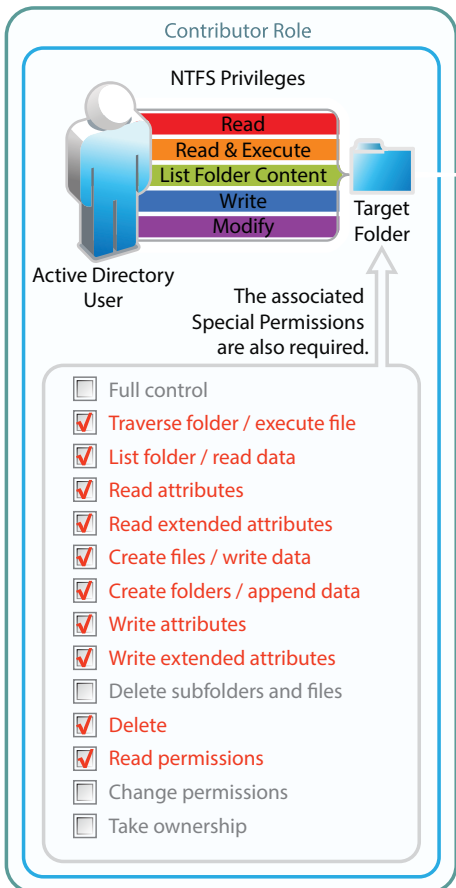 Contributor Role
NTFS Privileges
Read
Read & Execute
List Folder Content
Write
Modify
Target
Folder
Active Directory
User
The associated
Special Permissions
are also required.
Full control
Traverse folder / execute file
List folder / read data
Read attributes
Read extended attributes
Create files / write data
Create folders / append data
Write attributes
Write extended attributes
Delete subfolders and files
Delete
Read permissions
Change permissions
Take ownership